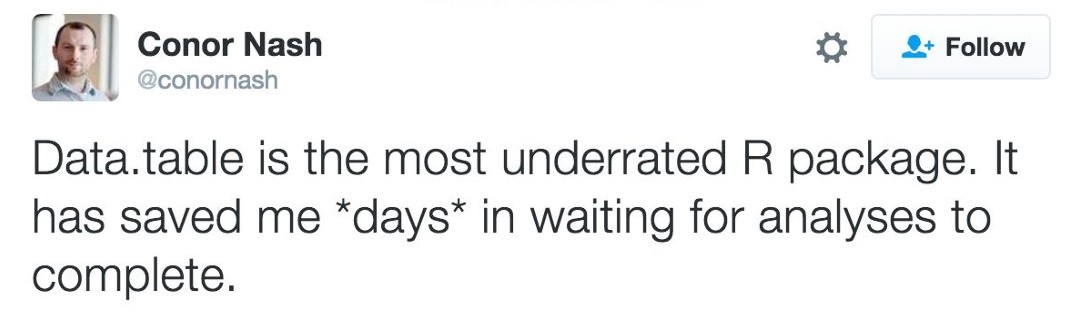 Conor Nash
Follow
@conornash
Data.table is the most underrated R package. It
has saved me *days* in waiting for analyses to
complete.